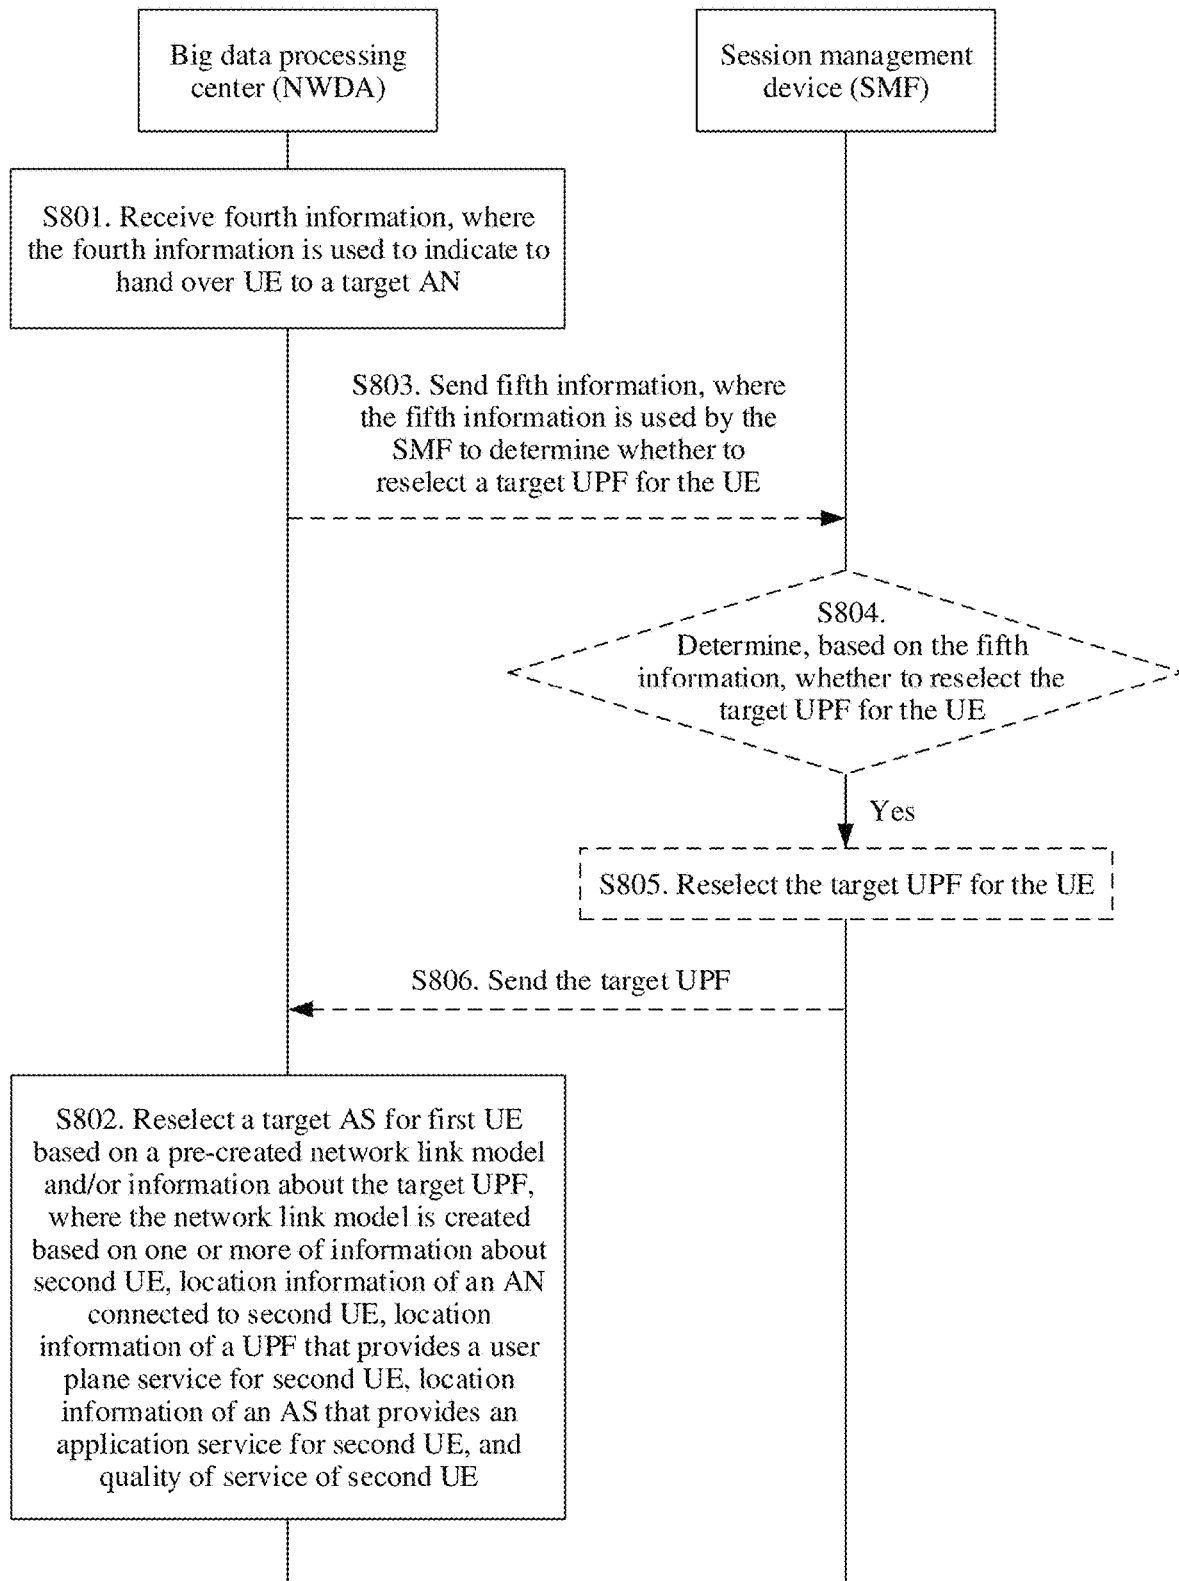 Big data processing
center (NWDA)
Session management
device (SMF)
S801. Receive fourth information, where
the fourth information is used to indicate to
hand over UE to a target AN
S803. Send fifth information, where
the fifth information is used by the
SMF to determine whether to
reselect a target UPF for the UE
S804.
Determine, based on the fifth
information, whether to reselect the
target UPF for the UE
Yes
S805. Reselect the target UPF for the UE
S806. Send the target UPF
S802. Reselect a target AS for first UE
based on a pre-created network link model
and/or information about the target UPF,
where the network link model is created
based on one or more of information about
second UE, location information of an AN
connected to second UE, location
information of a UPF that provides a user
plane service for second UE, location
information of an AS that provides an
application service for second UE, and
quality of service of second UE